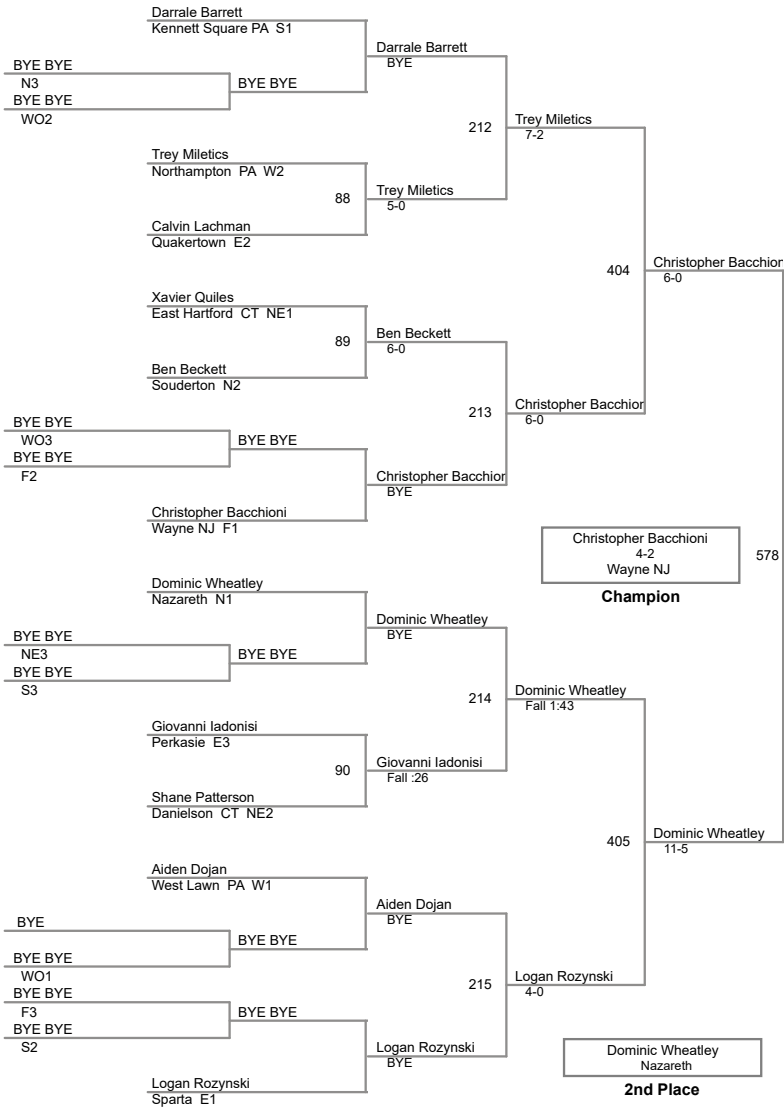 Darrale Barrett
Kennett Square PA S1
Darrale Barrett
BYE
BYE BYE
N3
BYE BYE
BYE BYE
WO2
212
Trey Miletics
7-2
Trey Miletics
Northampton PA W2
88
Trey Miletics
5-0
Calvin Lachman
Quakertown E2
404
Christopher Bacchion
6-0
Xavier Quiles
East Hartford CT NE1
89
Ben Beckett
6-0
Ben Beckett
Souderton N2
213
Christopher Bacchior
6-0
BYE BYE
WO3
BYE BYE
BYE BYE
F2
Christopher Bacchior
BYE
Christopher Bacchioni
Wayne NJ F1
Christopher Bacchioni
4-2
Wayne NJ
578
Champion
Dominic Wheatley
Nazareth N1
Dominic Wheatley
BYE
BYE BYE
NE3
BYE BYE
BYE BYE
S3
214
Dominic Wheatley
Fall 1:43
Giovanni Iadonisi
Perkasie E3
90
Giovanni Iadonisi
Fall :26
Shane Patterson
Danielson CT NE2
405
Dominic Wheatley
11-5
Aiden Dojan
West Lawn PA W1
Aiden Dojan
BYE
BYE
BYE BYE
BYE BYE
WO1
215
Logan Rozynski
4-0
BYE BYE
F3
BYE BYE
BYE BYE
S2
Logan Rozynski
BYE
Logan Rozynski
Sparta E1
Dominic Wheatley
Nazareth
2nd Place